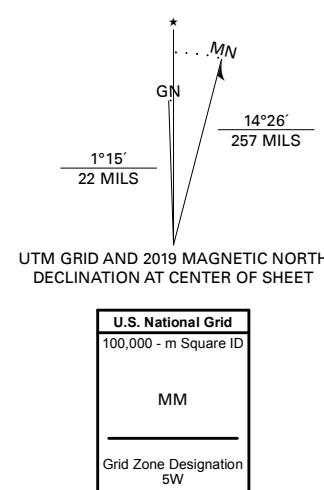 ★
MN
GN
14°26´
257 MILS
1°15´
22 MILS
UTM GRID AND 2019 MAGNETIC NORTH
DECLINATION AT CENTER OF SHEET
U.S. National Grid
100,000 - m Square ID
MM
Grid Zone Designation
5W